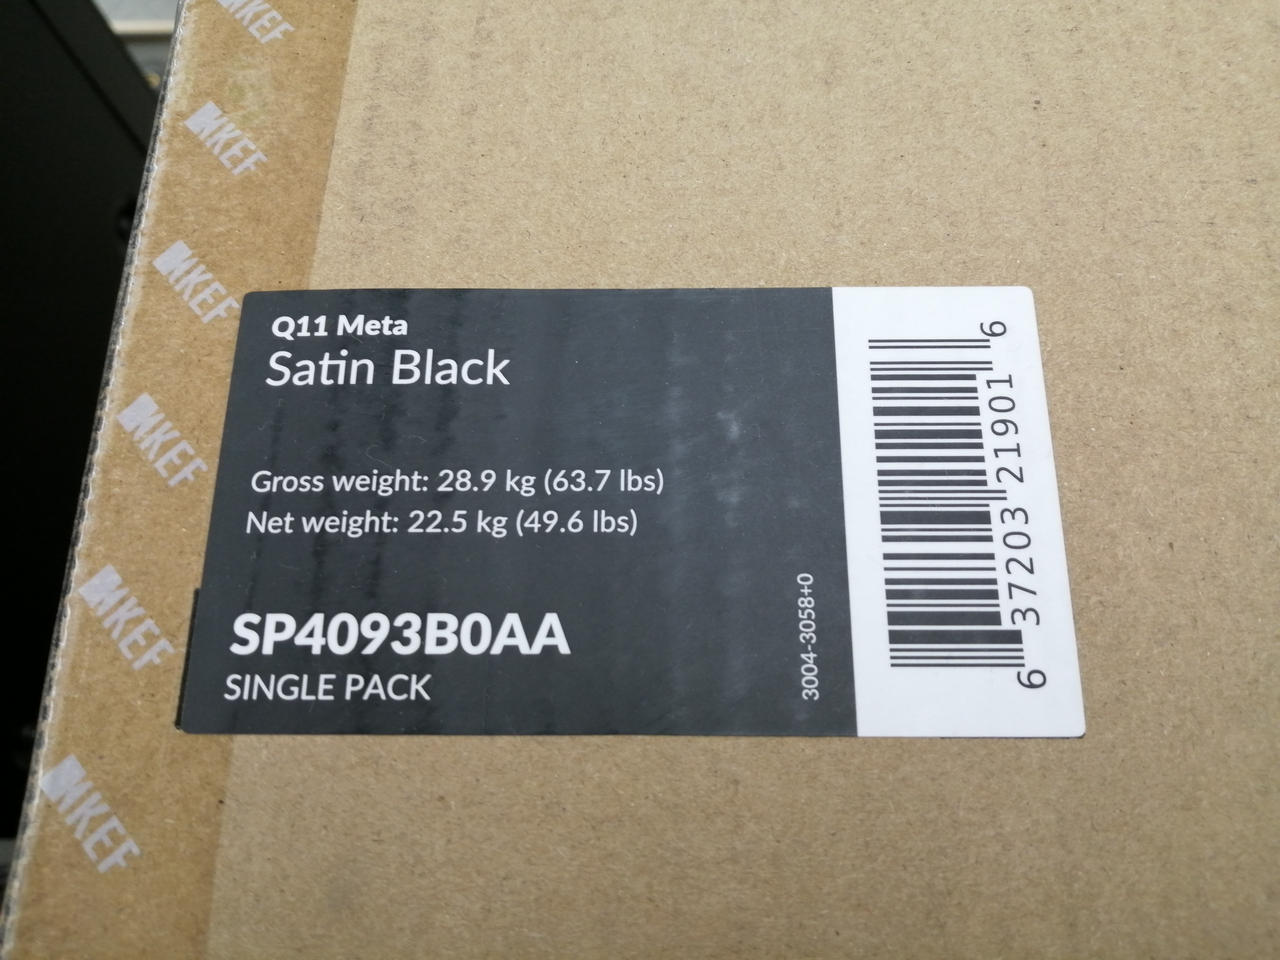 KEF
KEF
KEF
KEF
KEF
KEF
Q11 Meta
Satin Black
Gross weight: 28.9 kg (63.7 lbs)
Net weight: 22.5 kg (49.6 lbs)
SP4093B0AA
SINGLE PACK
3004-3058+0
6 37203 21901 6